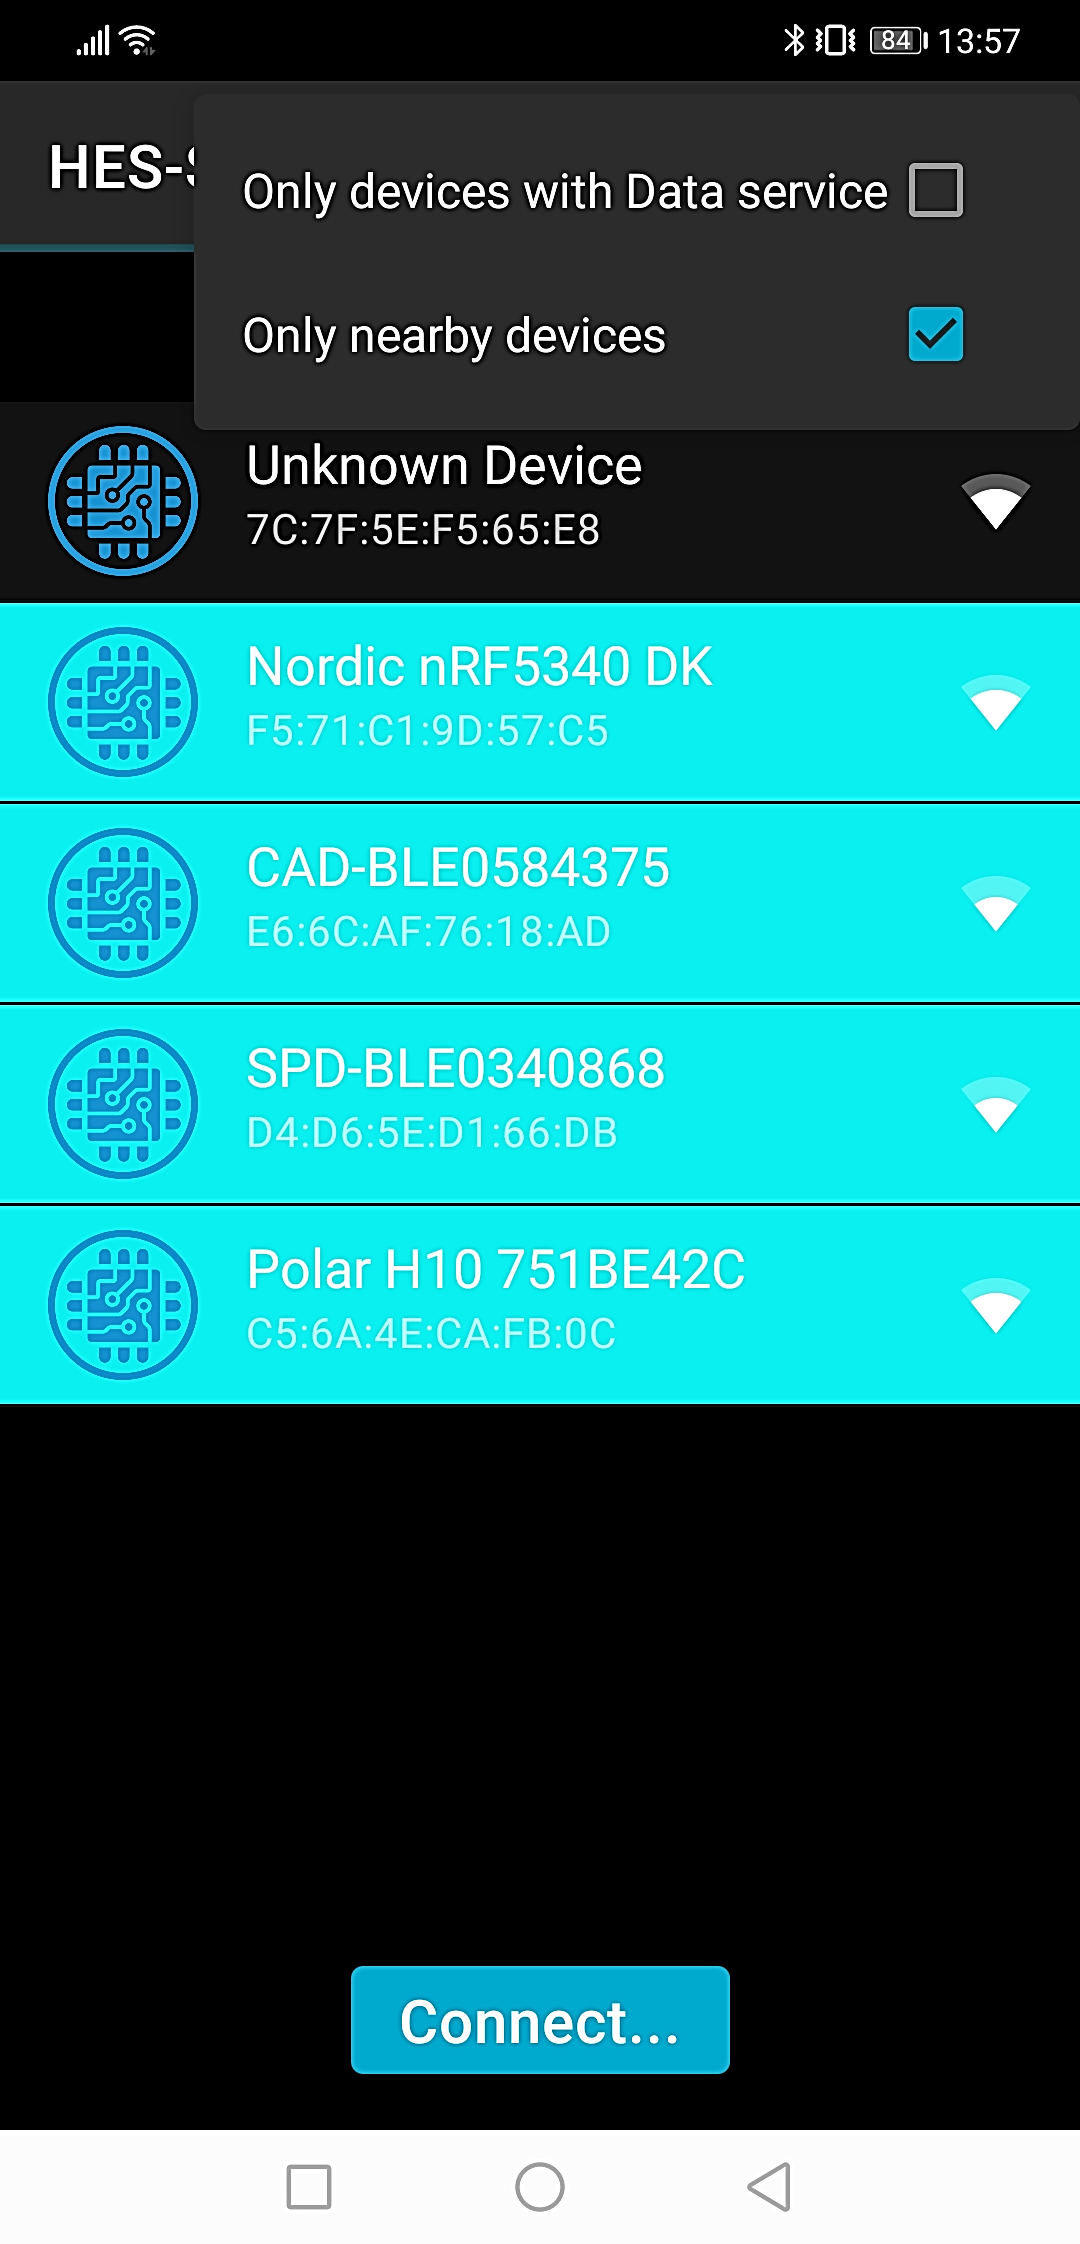 84 13:57
HES-S
Only devices with Data service
Only nearby devices
Unknown Device
7C:7F:5E:F5:65:E8
Nordic nRF5340 DK
F5:71:C1:9D:57:C5
CAD-BLE0584375
E6:6C:AF:76:18:AD
SPD-BLE0340868
D4:D6:5E:D1:66:DB
Polar H10 751BE42C
C5:6A:4E:CA:FB:0C
Connect...